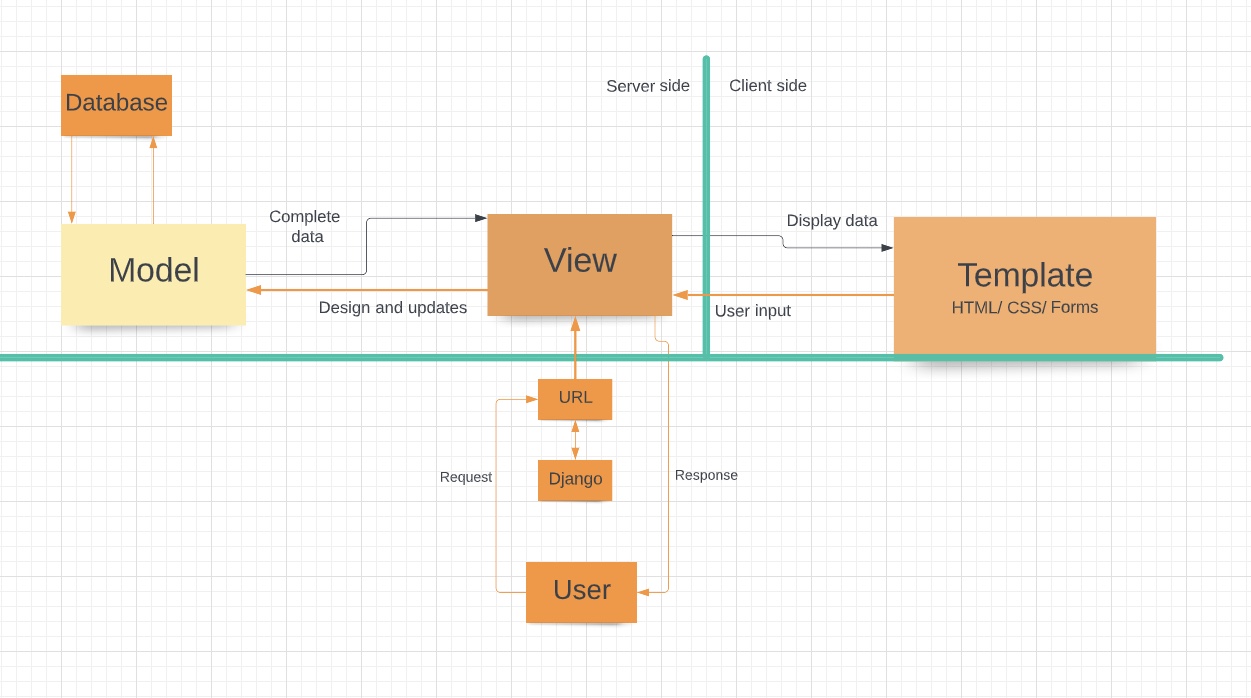 Server side
Client side
Database
Complete
data
Display data
Model
View
Template
HTML/ CSS/ Forms
Design and updates
User input
URL
Django
Request
Response
User